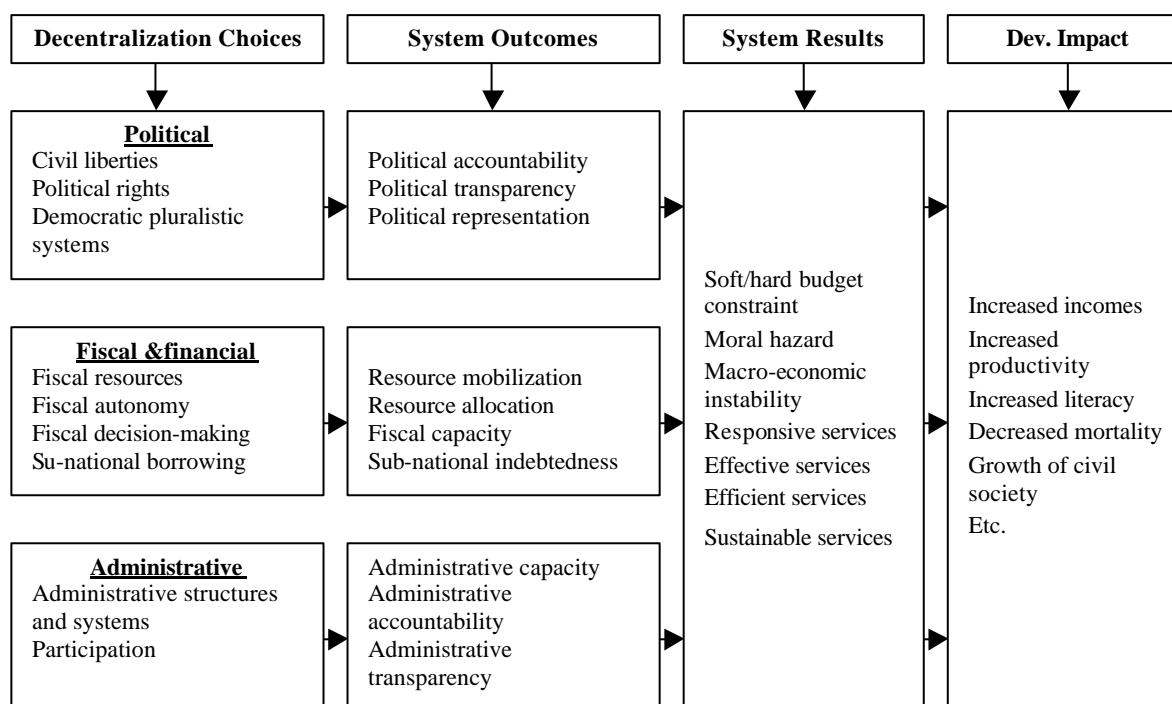 Decentralization Choices
System Outcomes
System Results
Dev. Impact
Political
Civil liberties
Political rights
Democratic pluralistic
systems
Political accountability
Political transparency
Political representation
Fiscal &financial
Fiscal resources
Fiscal autonomy
Fiscal decision-making
Su-national borrowing
Resource mobilization
Resource allocation
Fiscal capacity
Sub-national indebtedness
Administrative
Administrative structures
and systems
Participation
Administrative capacity
Administrative
accountability
Administrative
transparency
Soft/hard budget
constraint
Moral hazard
Macro-economic
instability
Responsive services
Effective services
Efficient services
Sustainable services
Increased incomes
Increased
productivity
Increased literacy
Decreased mortality
Growth of civil
society
Etc.